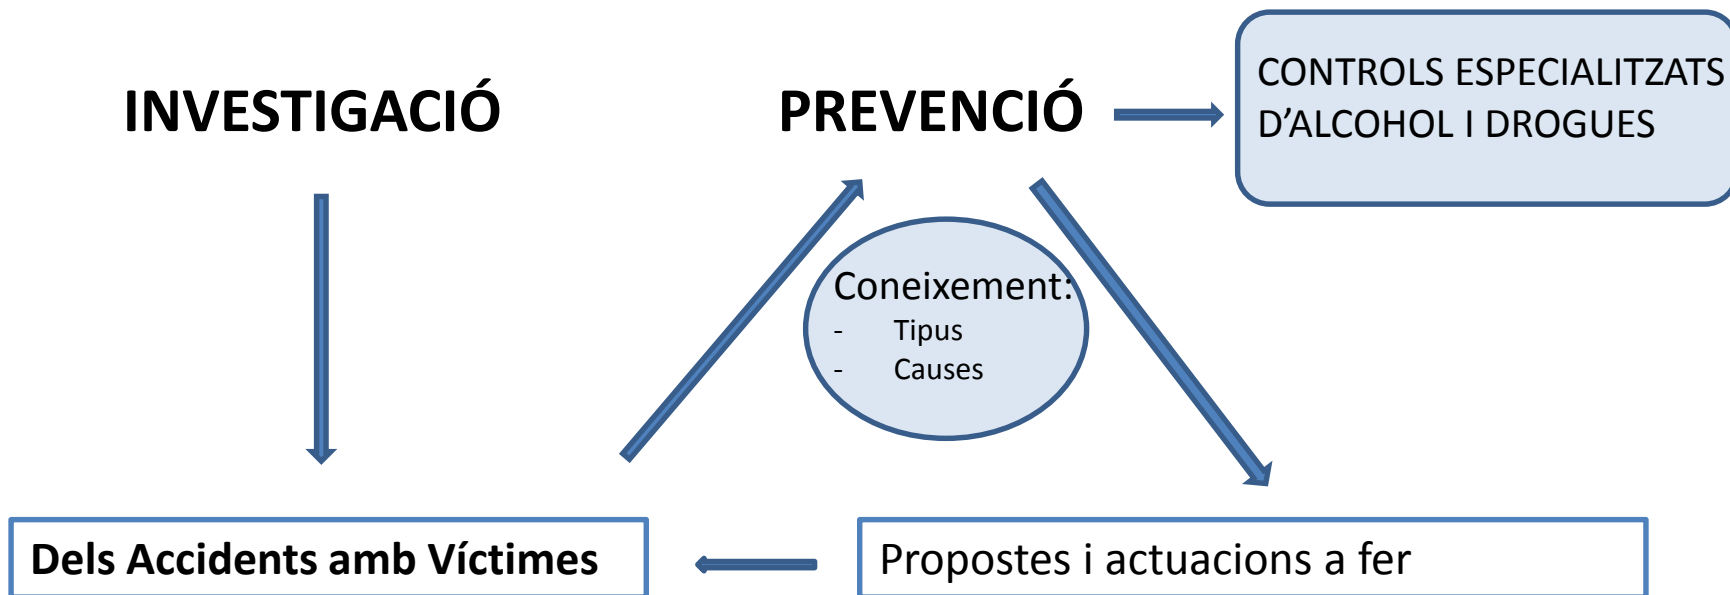 INVESTIGACIÓ
PREVENCIÓ
CONTROLS ESPECIALITZATS
D’ALCOHOL I DROGUES
Coneixement:
- Tipus
- Causes
Dels Accidents amb Víctimes
Propostes i actuacions a fer